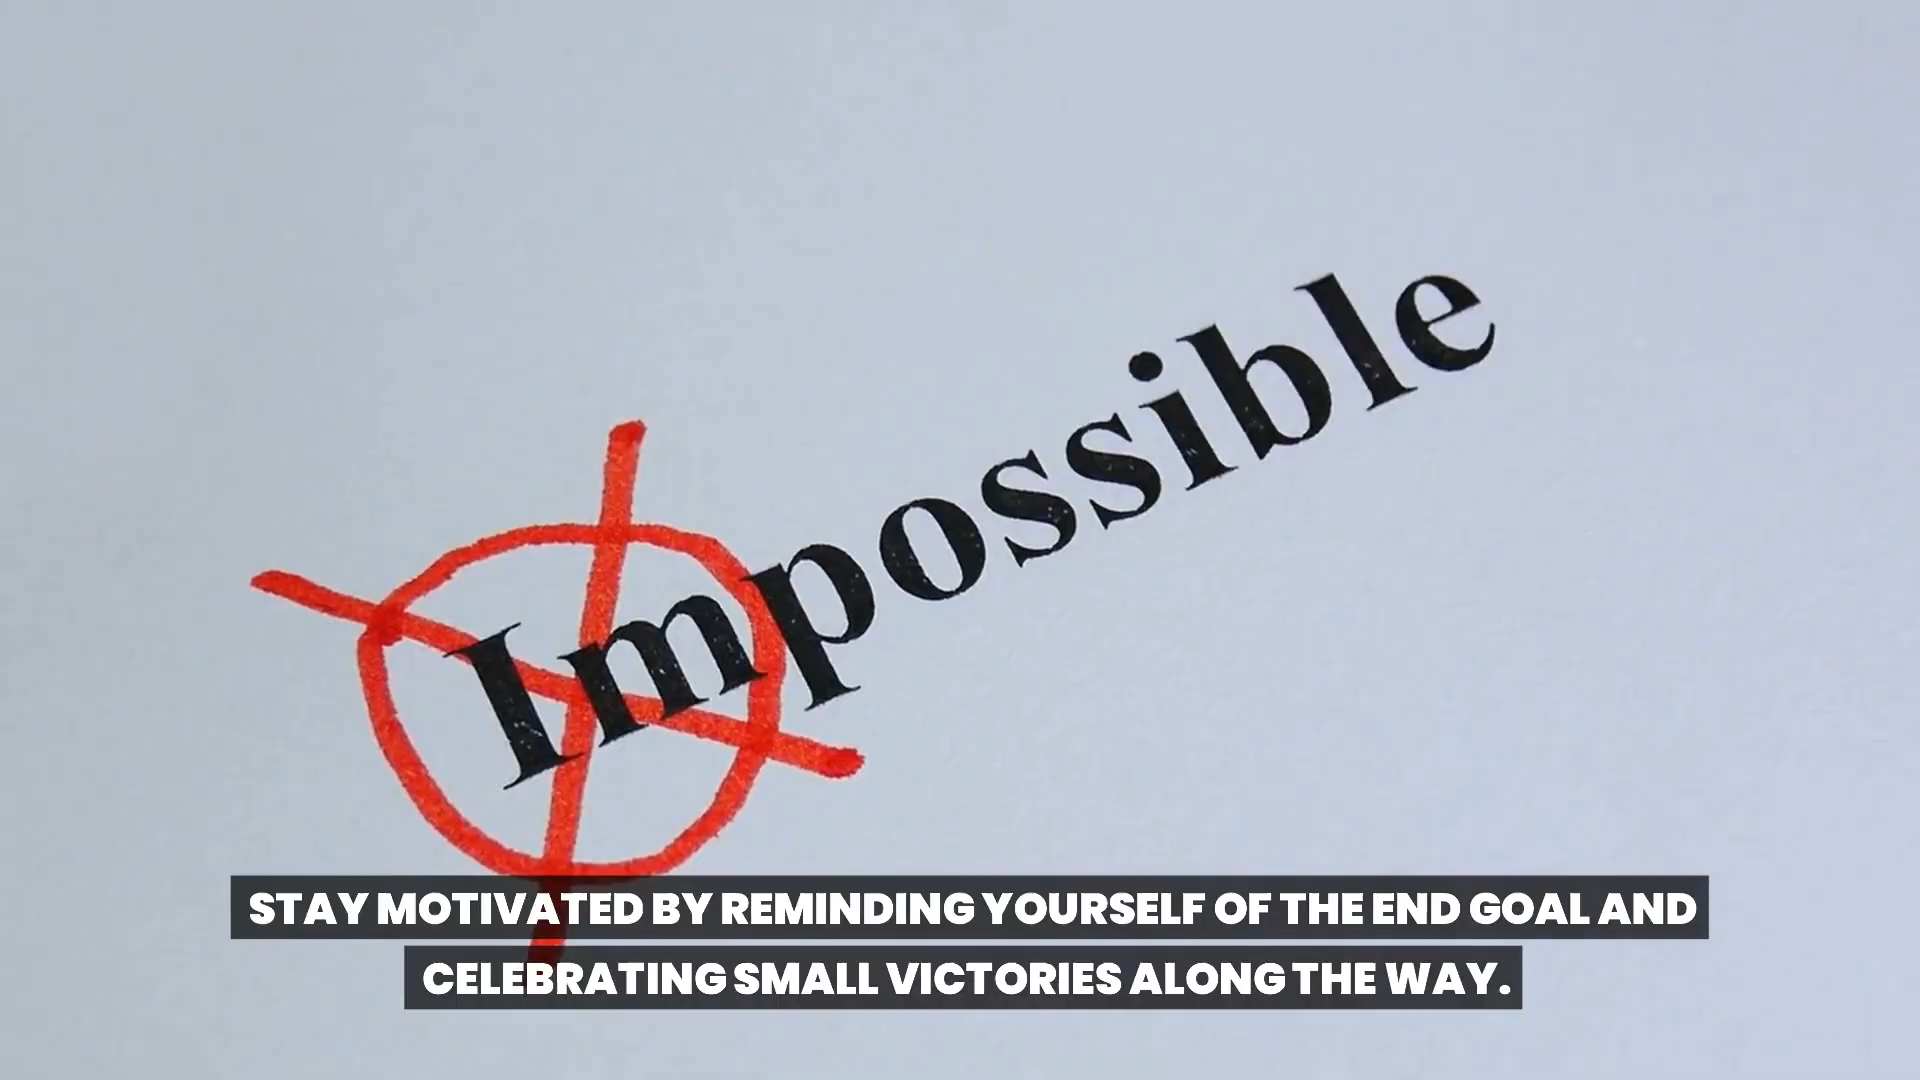 Impossible
STAY MOTIVATED BY REMINDING YOURSELF OF THE END GOAL AND
CELEBRATING SMALL VICTORIES ALONG THE WAY.